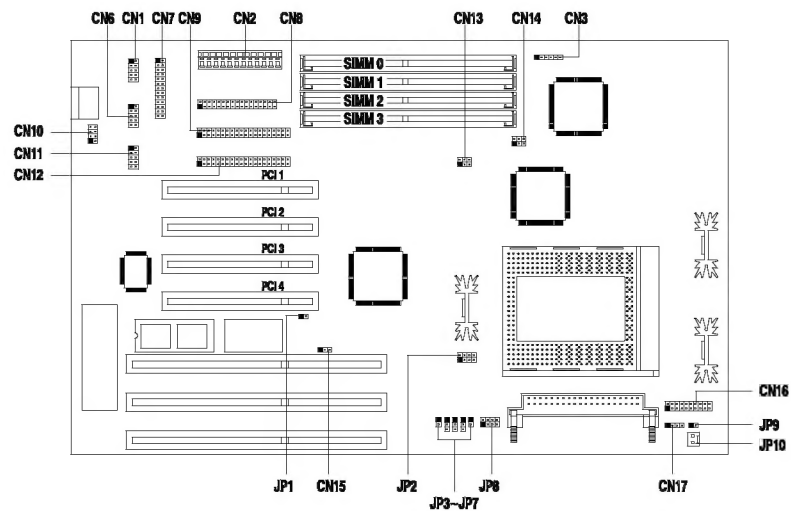 CN6 CN1 CN7 CN9 CN2 CN8 CN13 CN14 CN3
SIMM 0
SIMM 1
SIMM 2
SIMM 3
CN10
CN11
CN12
PCI 1
PCI 2
PCI 3
PCI 4
CN16
JP9
JP10
JP1 CN15 JP2 JP3~JP7 JP8 CN17